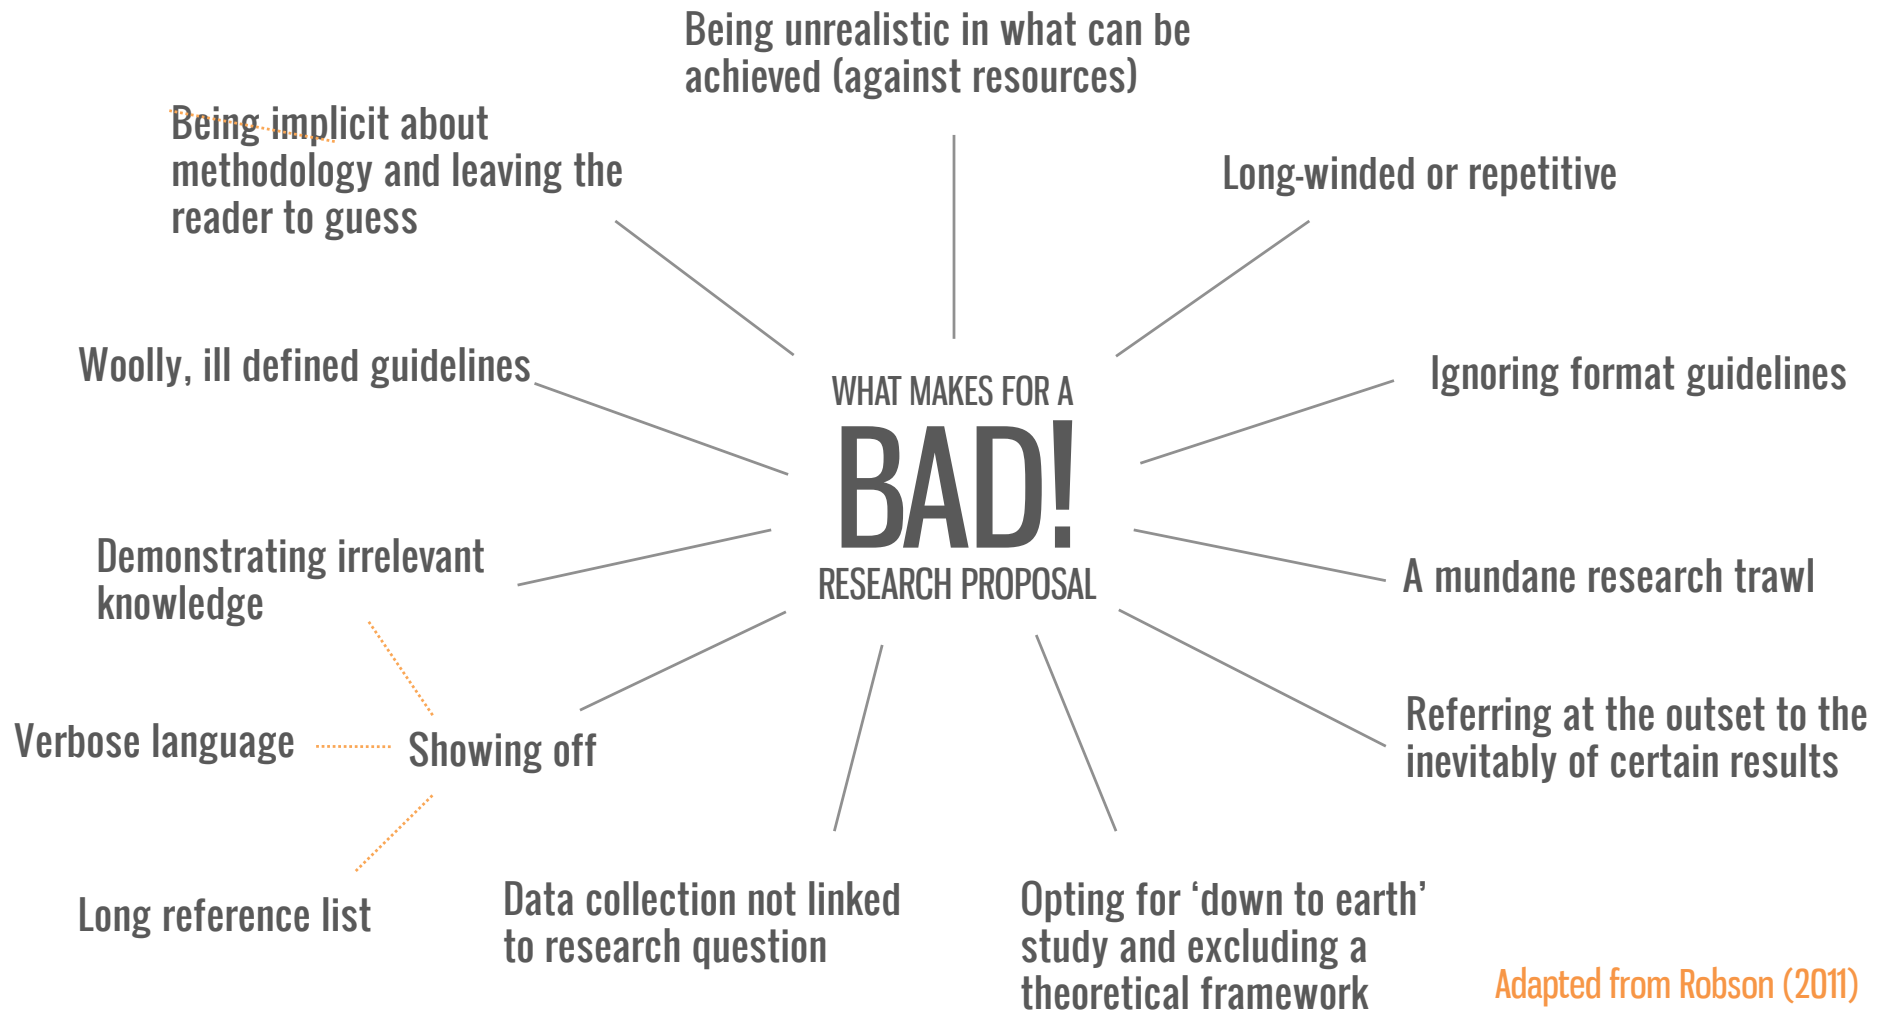 Being unrealistic in what can be
achieved (against resources)
Being implicit about
methodology and leaving the
reader to guess
Long-winded or repetitive
Woolly, ill defined guidelines
Ignoring format guidelines
WHAT MAKES FOR A
BAD!
RESEARCH PROPOSAL
Demonstrating irrelevant
knowledge
A mundane research trawl
Verbose language
Showing off
Referring at the outset to the
inevitably of certain results
Long reference list
Data collection not linked
to research question
Opting for ‘down to earth’
study and excluding a
theoretical framework
Adapted from Robson (2011)